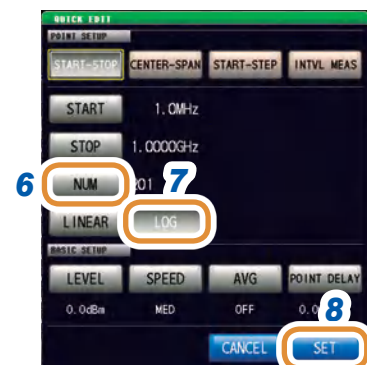 QUICK EDIT
POINT SETUP
START-STOP CENTER-SPAN START-STEP INTVL MEAS
START 1.0MHz
STOP 1.0000GHz
6 NUM 201 7
LINEAR LOG
BASIC SETUP
LEVEL SPEED AVG POINT DELAY
0.0dBm MED OFF 8
CANCEL SET